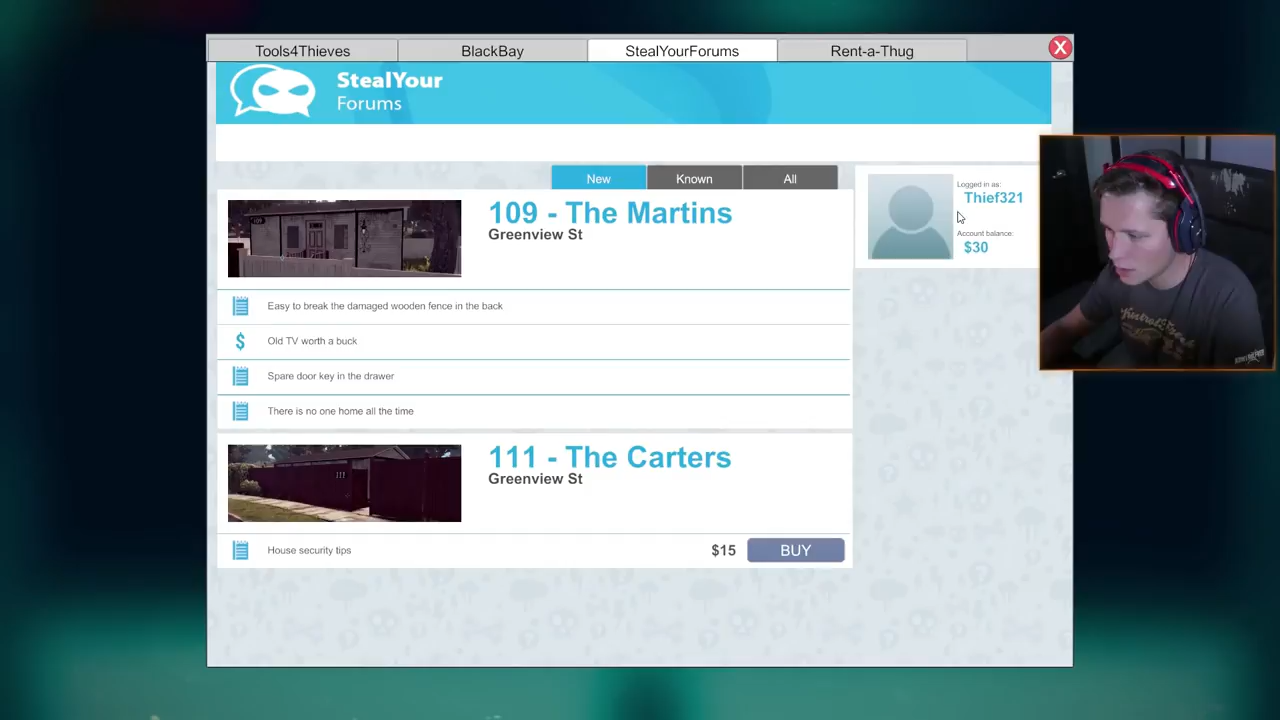 Tools4Thieves
BlackBay
StealYourForums
Rent-a-Thug
X
StealYour
Forums
New
Known
All
Logged in as:
Thief321
Account balance:
$30
109 - The Martins
Greenview St
Easy to break the damaged wooden fence in the back
$
Old TV worth a buck
Spare door key in the drawer
There is no one home all the time
111
111 - The Carters
Greenview St
House security tips
$15
BUY